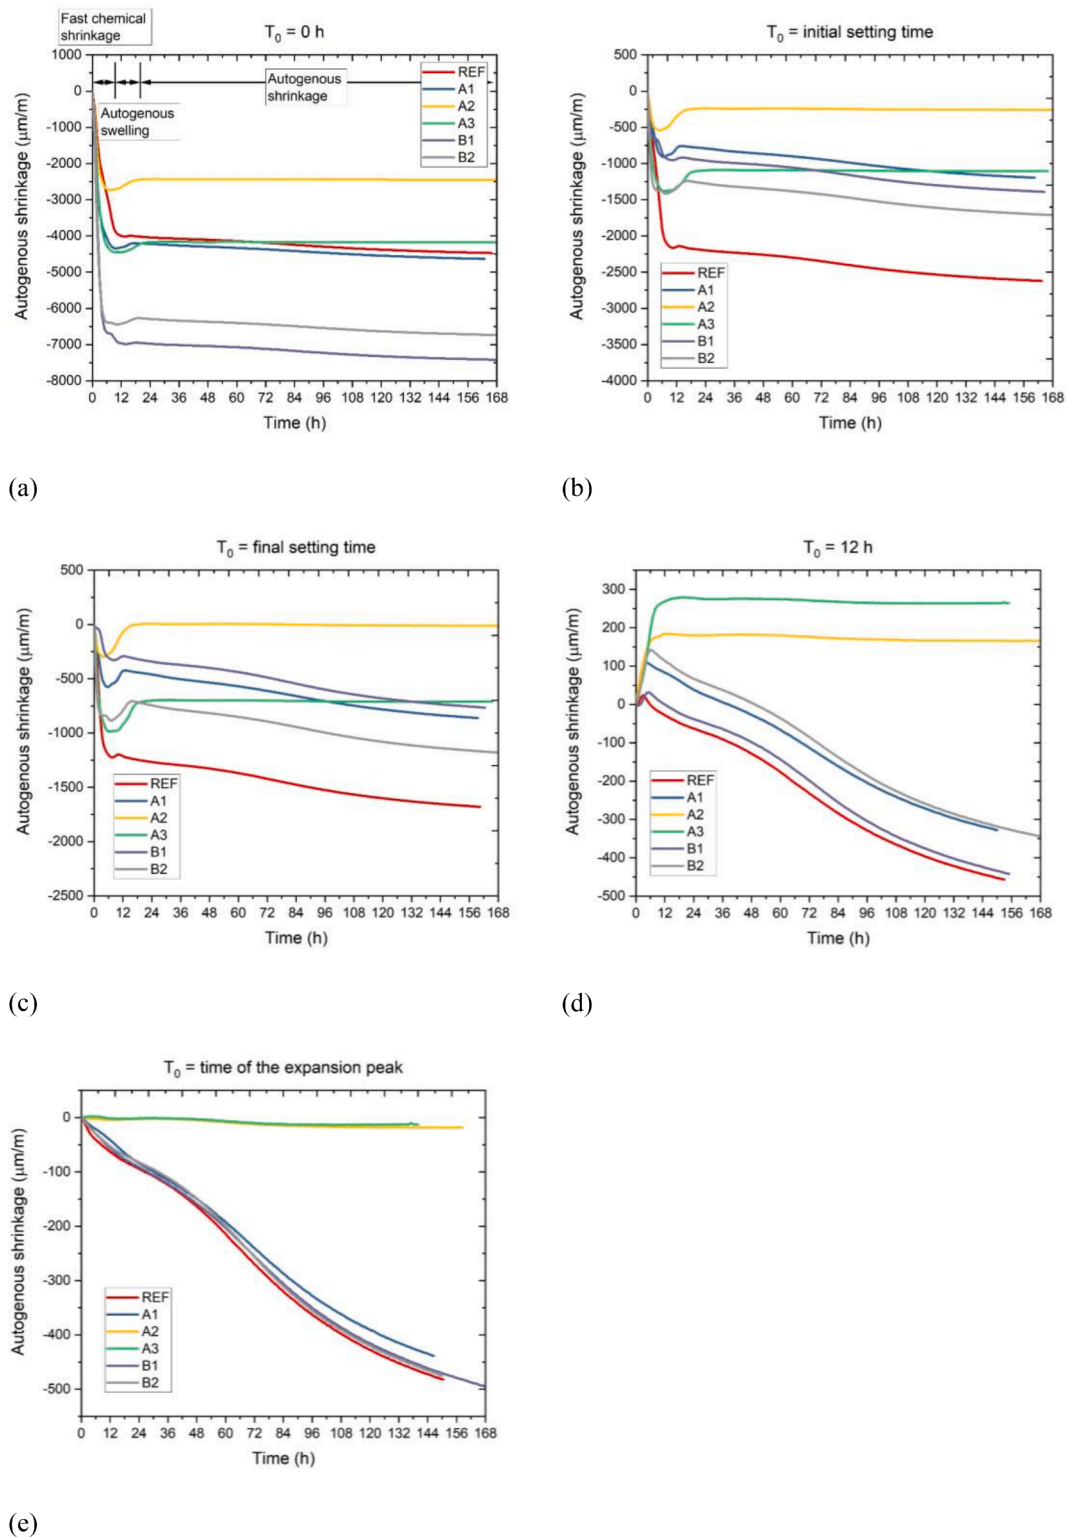 Fast chemical
shrinkage
T0 = 0 h
1000
0
-1000
-2000
-3000
-4000
-5000
-6000
-7000
-8000
Autogenous shrinkage (μm/m)
Autogenous
swelling
Autogenous
shrinkage
REF
A1
A2
A3
B1
B2
0 12 24 36 48 60 72 84 96 108 120 132 144 156 168
Time (h)
(a)
T0 = initial setting time
500
0
-500
-1000
-1500
-2000
-2500
-3000
-3500
-4000
Autogenous shrinkage (μm/m)
REF
A1
A2
A3
B1
B2
0 12 24 36 48 60 72 84 96 108 120 132 144 156 168
Time (h)
(b)
T0 = final setting time
500
0
-500
-1000
-1500
-2000
-2500
Autogenous shrinkage (μm/m)
REF
A1
A2
A3
B1
B2
0 12 24 36 48 60 72 84 96 108 120 132 144 156 168
Time (h)
(c)
T0 = 12 h
300
200
100
0
-100
-200
-300
-400
-500
Autogenous shrinkage (μm/m)
REF
A1
A2
A3
B1
B2
0 12 24 36 48 60 72 84 96 108 120 132 144 156 168
Time (h)
(d)
T0 = time of the expansion peak
0
-100
-200
-300
-400
-500
Autogenous shrinkage (μm/m)
REF
A1
A2
A3
B1
B2
0 12 24 36 48 60 72 84 96 108 120 132 144 156 168
Time (h)
(e)